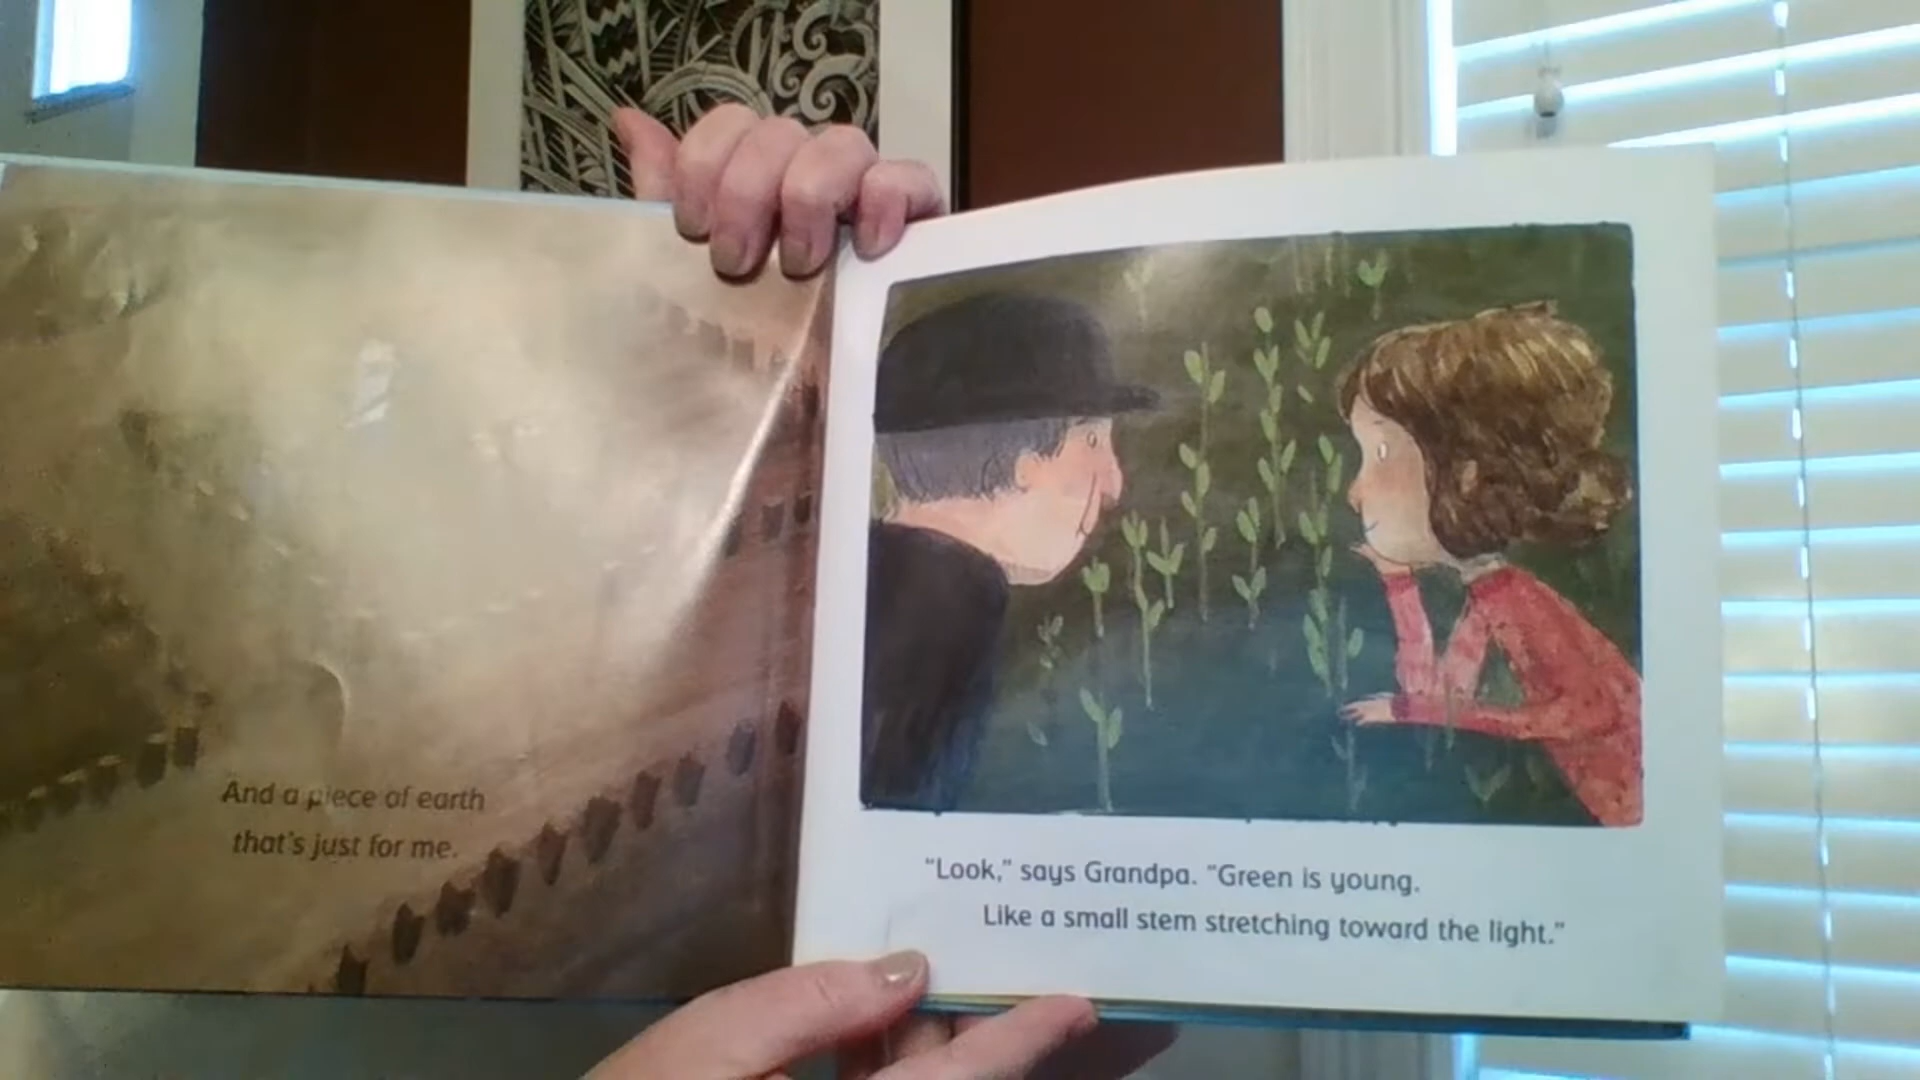 And a piece of earth
that's just for me.
"Look," says Grandpa. "Green is young.
Like a small stem stretching toward the light."